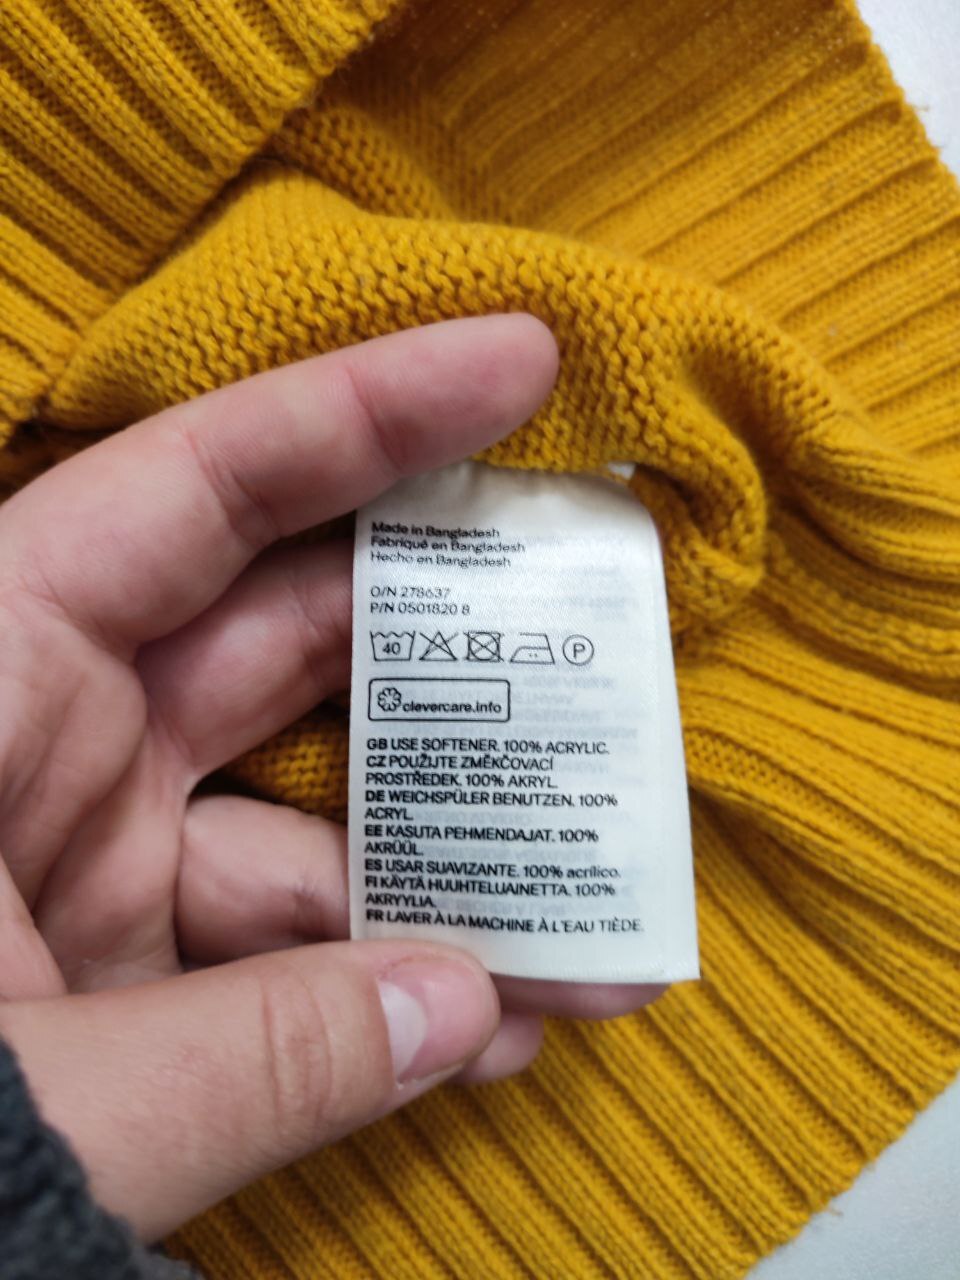 Made in Bangladesh
Fabriqué en Bangladesh
Hecho en Bangladesh
O/N 278637
P/N 0501820 8
40 P
clevercare.info
GB USE SOFTENER. 100% ACRYLIC.
CZ POUŽIJTE ZMĚKČOVACÍ
PROSTŘEDEK. 100% AKRYL.
DE WEICHSPÜLER BENUTZEN. 100%
ACRYL.
EE KASUTA PEHMENDAJAT. 100%
AKRÜÜL.
ES USAR SUAVIZANTE. 100% acrílico.
FI KÄYTÄ HUUHTELUAINETTA. 100%
AKRYYLIA.
FR LAVER À LA MACHINE À L'EAU TIÈDE.